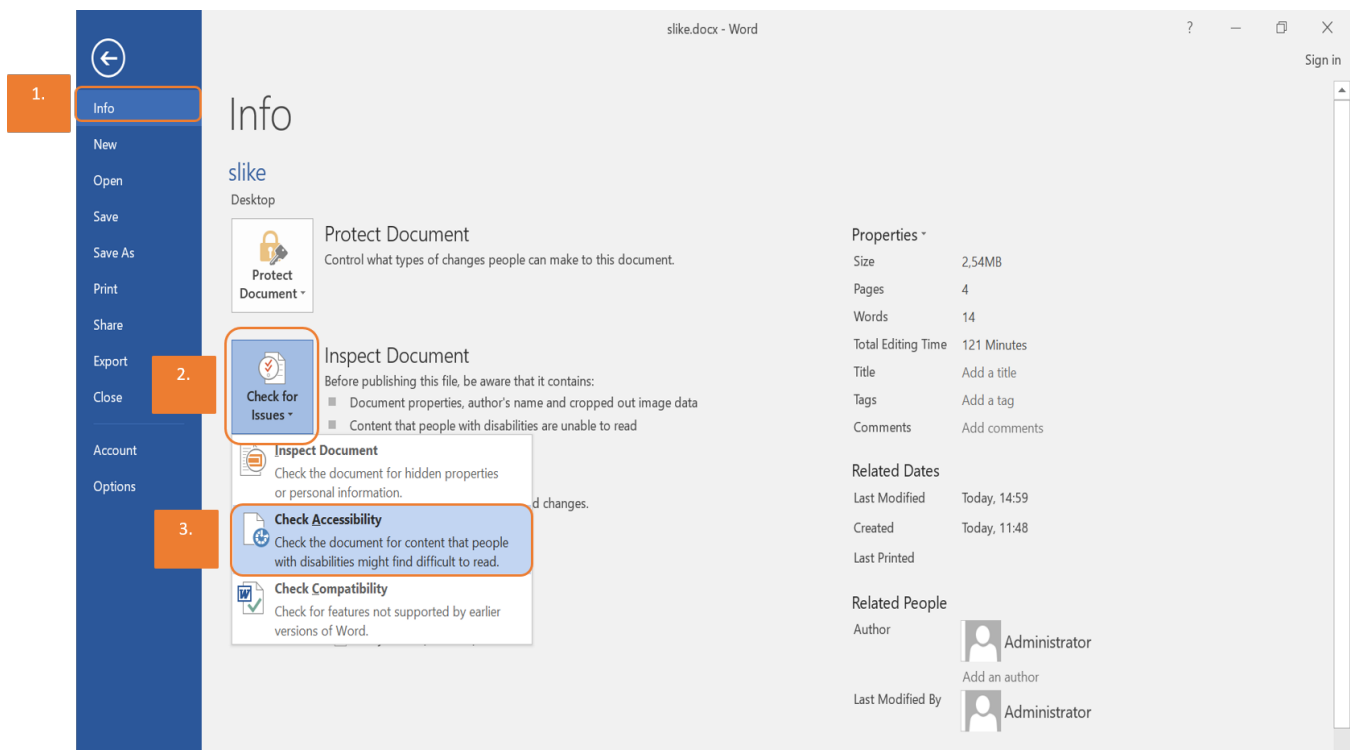 slike.docx - Word
?
Sign in
1.
Info
New
Open
Save
Save As
Print
Share
Export
Close
Account
Options
Info
slike
Desktop
Protect
Document
Protect Document
Control what types of changes people can make to this document.
2.
Check for
Issues
Inspect Document
Before publishing this file, be aware that it contains:
Document properties, author's name and cropped out image data
Content that people with disabilities are unable to read
Inspect Document
Check the document for hidden properties
or personal information.
d changes.
3.
Check Accessibility
Check the document for content that people
with disabilities might find difficult to read.
Check Compatibility
Check for features not supported by earlier
versions of Word.
Properties
Size 2,54MB
Pages 4
Words 14
Total Editing Time 121 Minutes
Title Add a title
Tags Add a tag
Comments Add comments
Related Dates
Last Modified Today, 14:59
Created Today, 11:48
Last Printed
Related People
Author Administrator
Add an author
Last Modified By Administrator